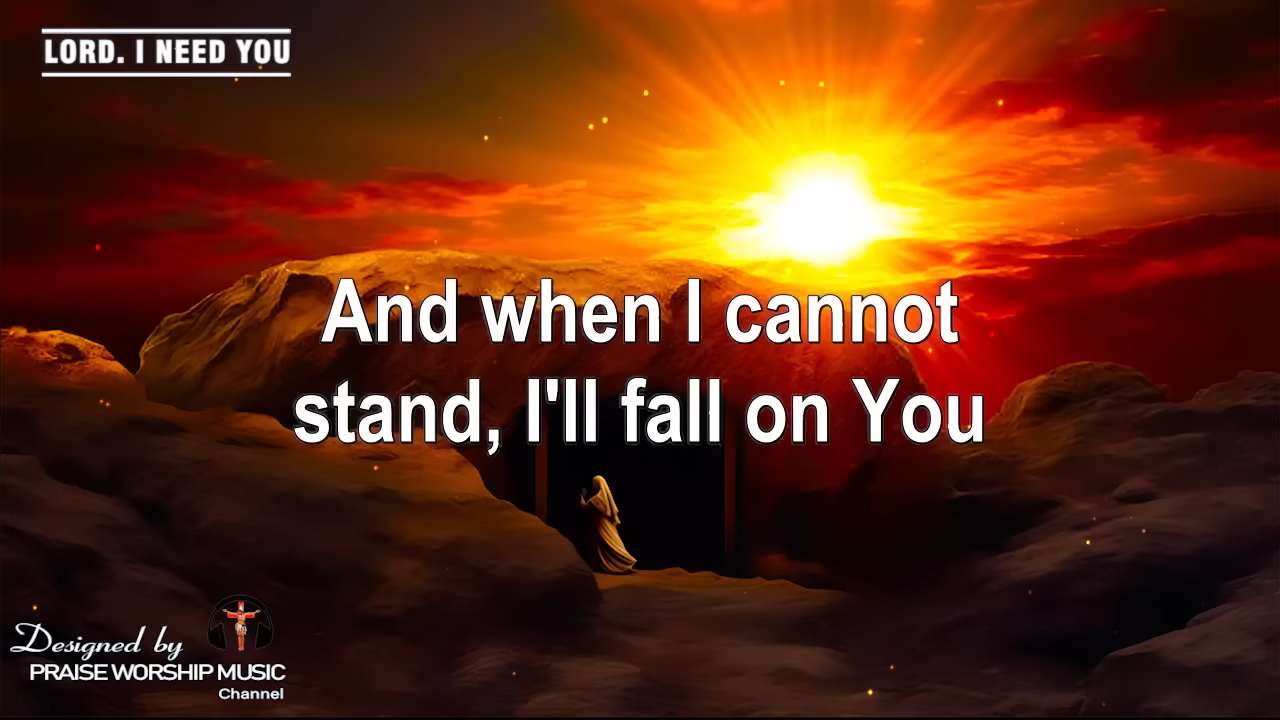 LORD. I NEED YOU
And when I cannot
stand, I'll fall on You
Designed by
PRAISE WORSHIP MUSIC
Channel